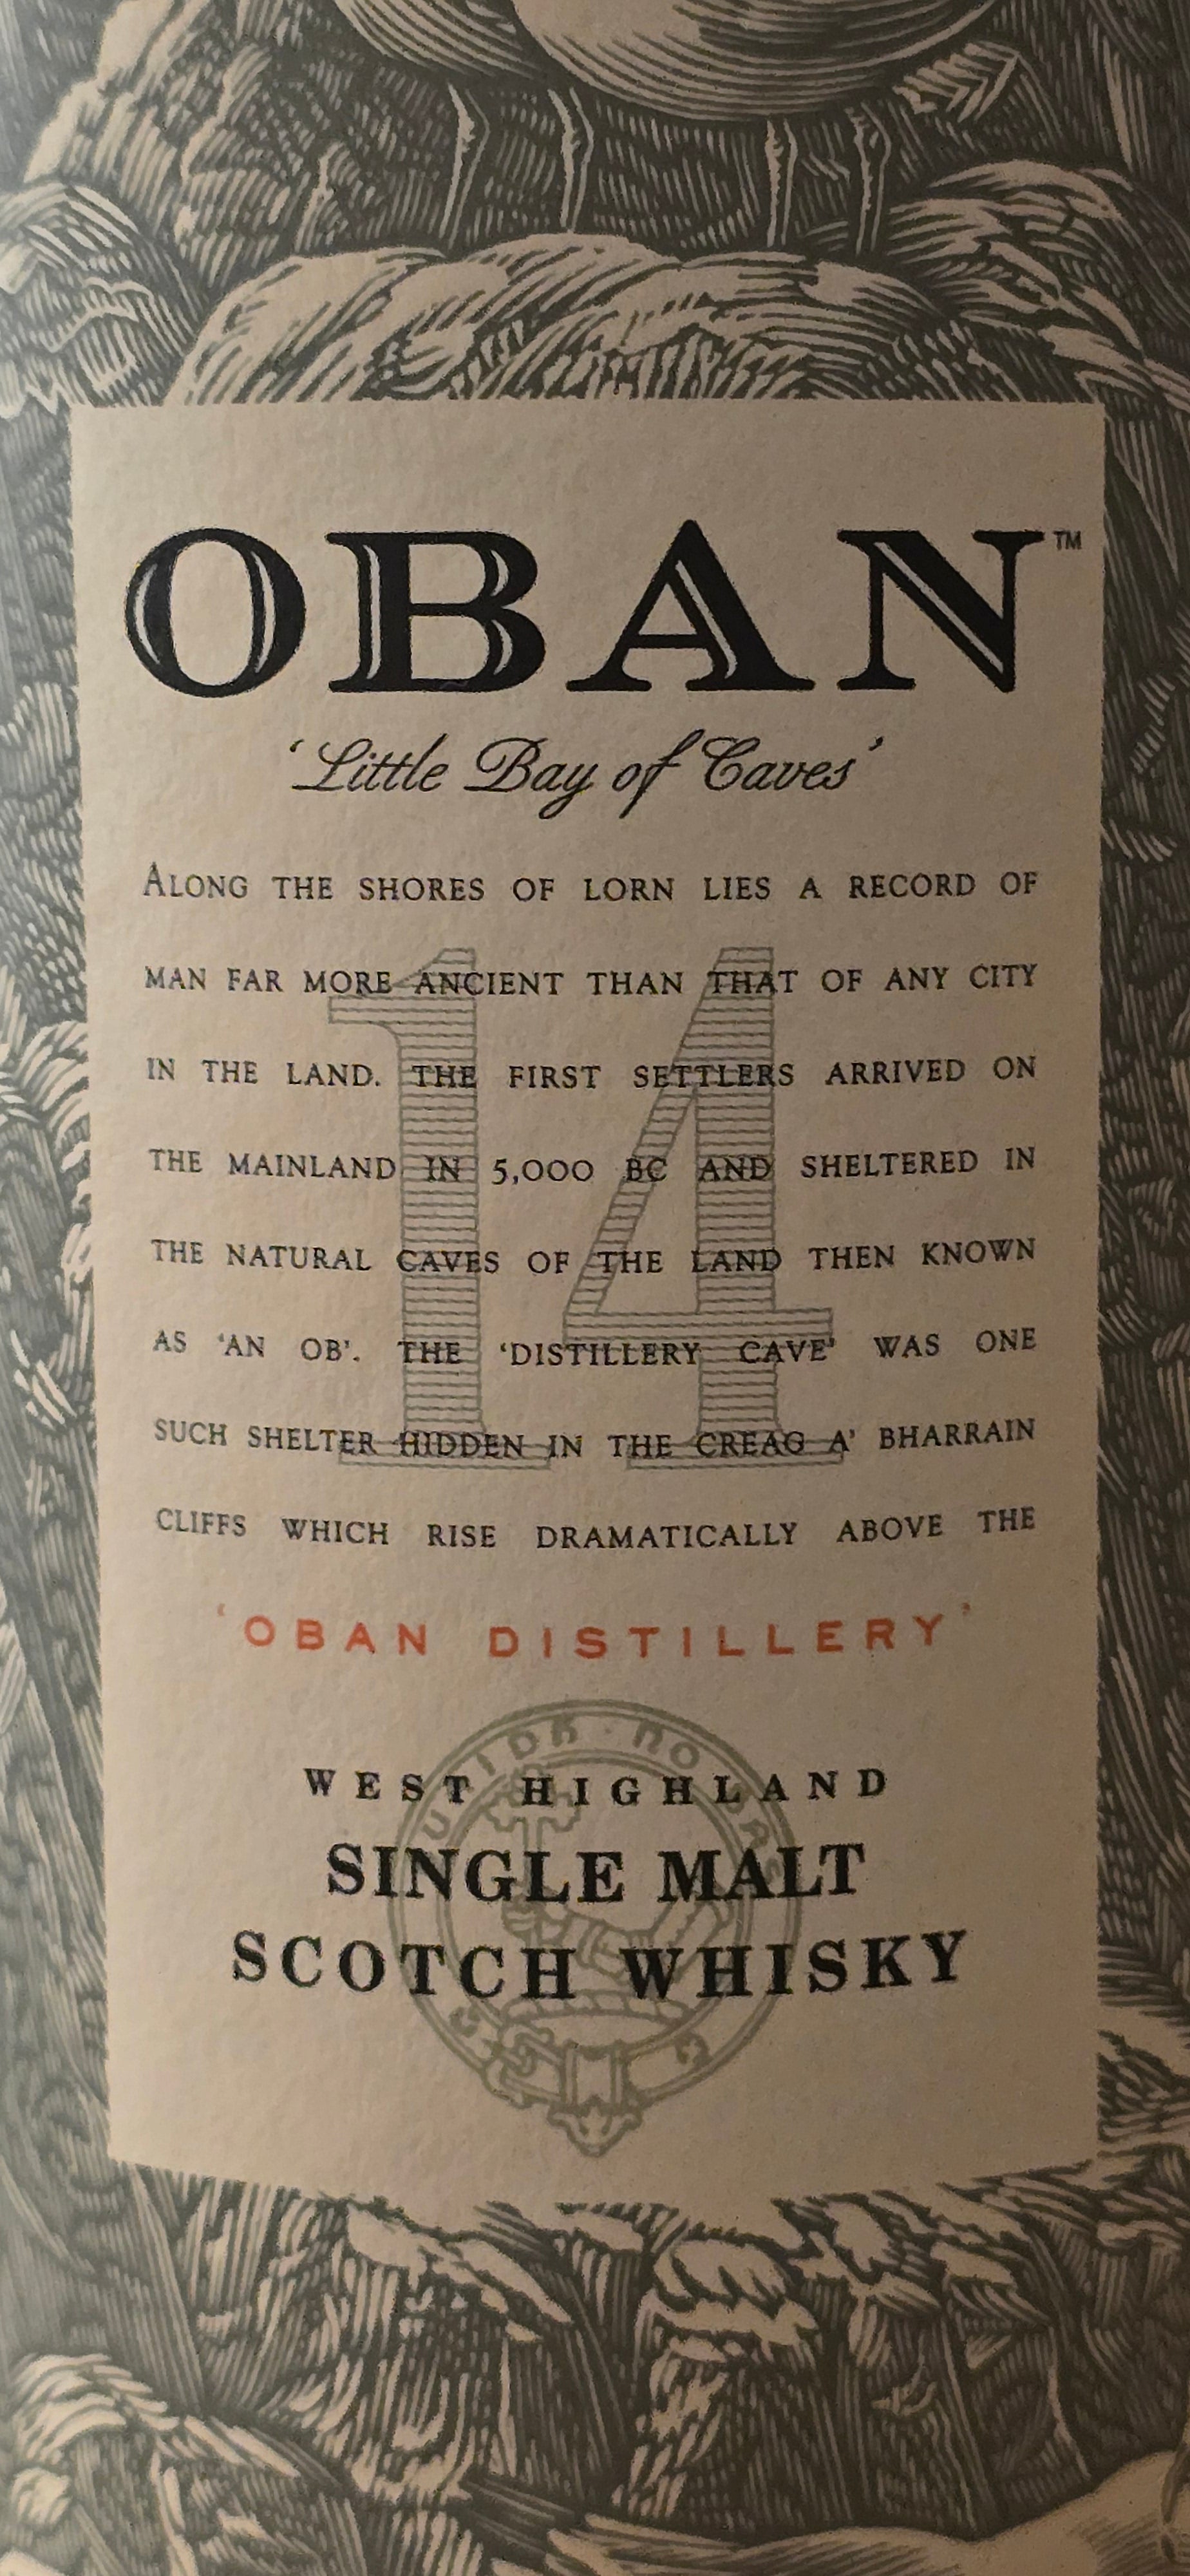 OBAN™
'Little Bay of Caves'
ALONG THE SHORES OF LORN LIES A RECORD OF
MAN FAR MORE ANCIENT THAN THAT OF ANY CITY
IN THE LAND. THE FIRST SETTLERS ARRIVED ON
THE MAINLAND IN 5,000 BC AND SHELTERED IN
THE NATURAL CAVES OF THE LAND THEN KNOWN
AS 'AN OB'. THE 'DISTILLERY CAVE' WAS ONE
SUCH SHELTER HIDDEN IN THE CREAG A' BHARRAIN
CLIFFS WHICH RISE DRAMATICALLY ABOVE THE
14
'OBAN DISTILLERY'
WEST HIGHLAND
SINGLE MALT
SCOTCH WHISKY